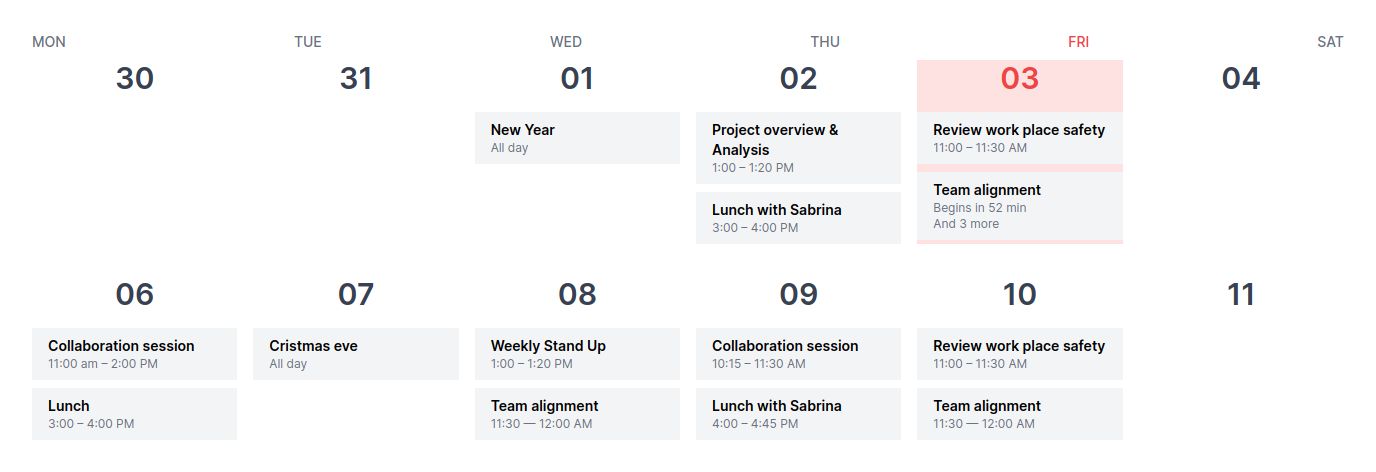 MON TUE WED THU FRI SAT
30 31 01 02 03 04
New Year
All day
Project overview &
Analysis
1:00 – 1:20 PM
Lunch with Sabrina
3:00 – 4:00 PM
Review work place safety
11:00 – 11:30 AM
Team alignment
Begins in 52 min
And 3 more
06 07 08 09 10 11
Collaboration session
11:00 am – 2:00 PM
Lunch
3:00 – 4:00 PM
Cristmas eve
All day
Weekly Stand Up
1:00 – 1:20 PM
Team alignment
11:30 — 12:00 AM
Collaboration session
10:15 – 11:30 AM
Lunch with Sabrina
4:00 – 4:45 PM
Review work place safety
11:00 – 11:30 AM
Team alignment
11:30 — 12:00 AM